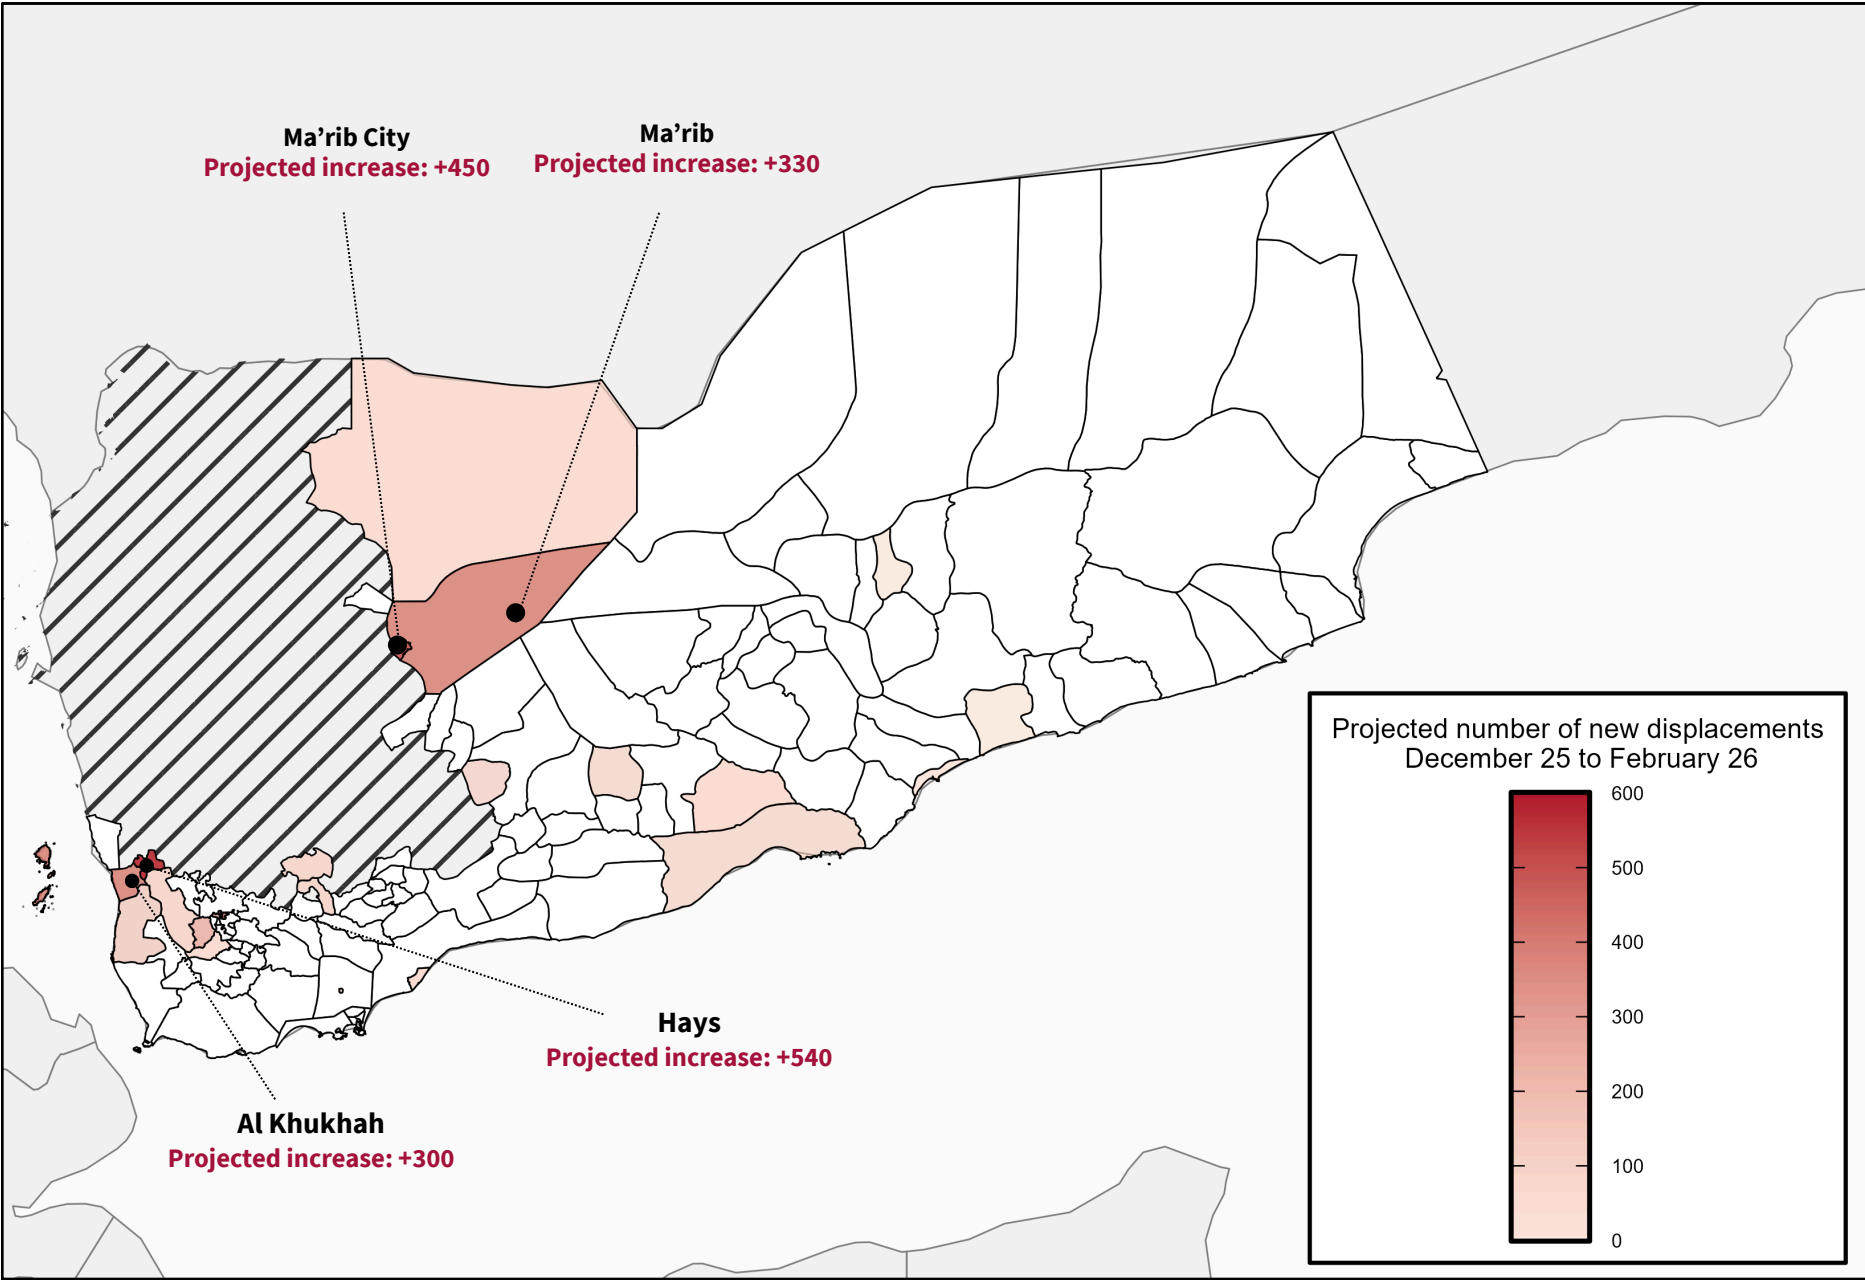 Ma’rib City
Projected increase: +450
Ma’rib
Projected increase: +330
Projected number of new displacements
December 25 to February 26
600
500
400
300
200
100
0
Hays
Projected increase: +540
Al Khukhah
Projected increase: +300